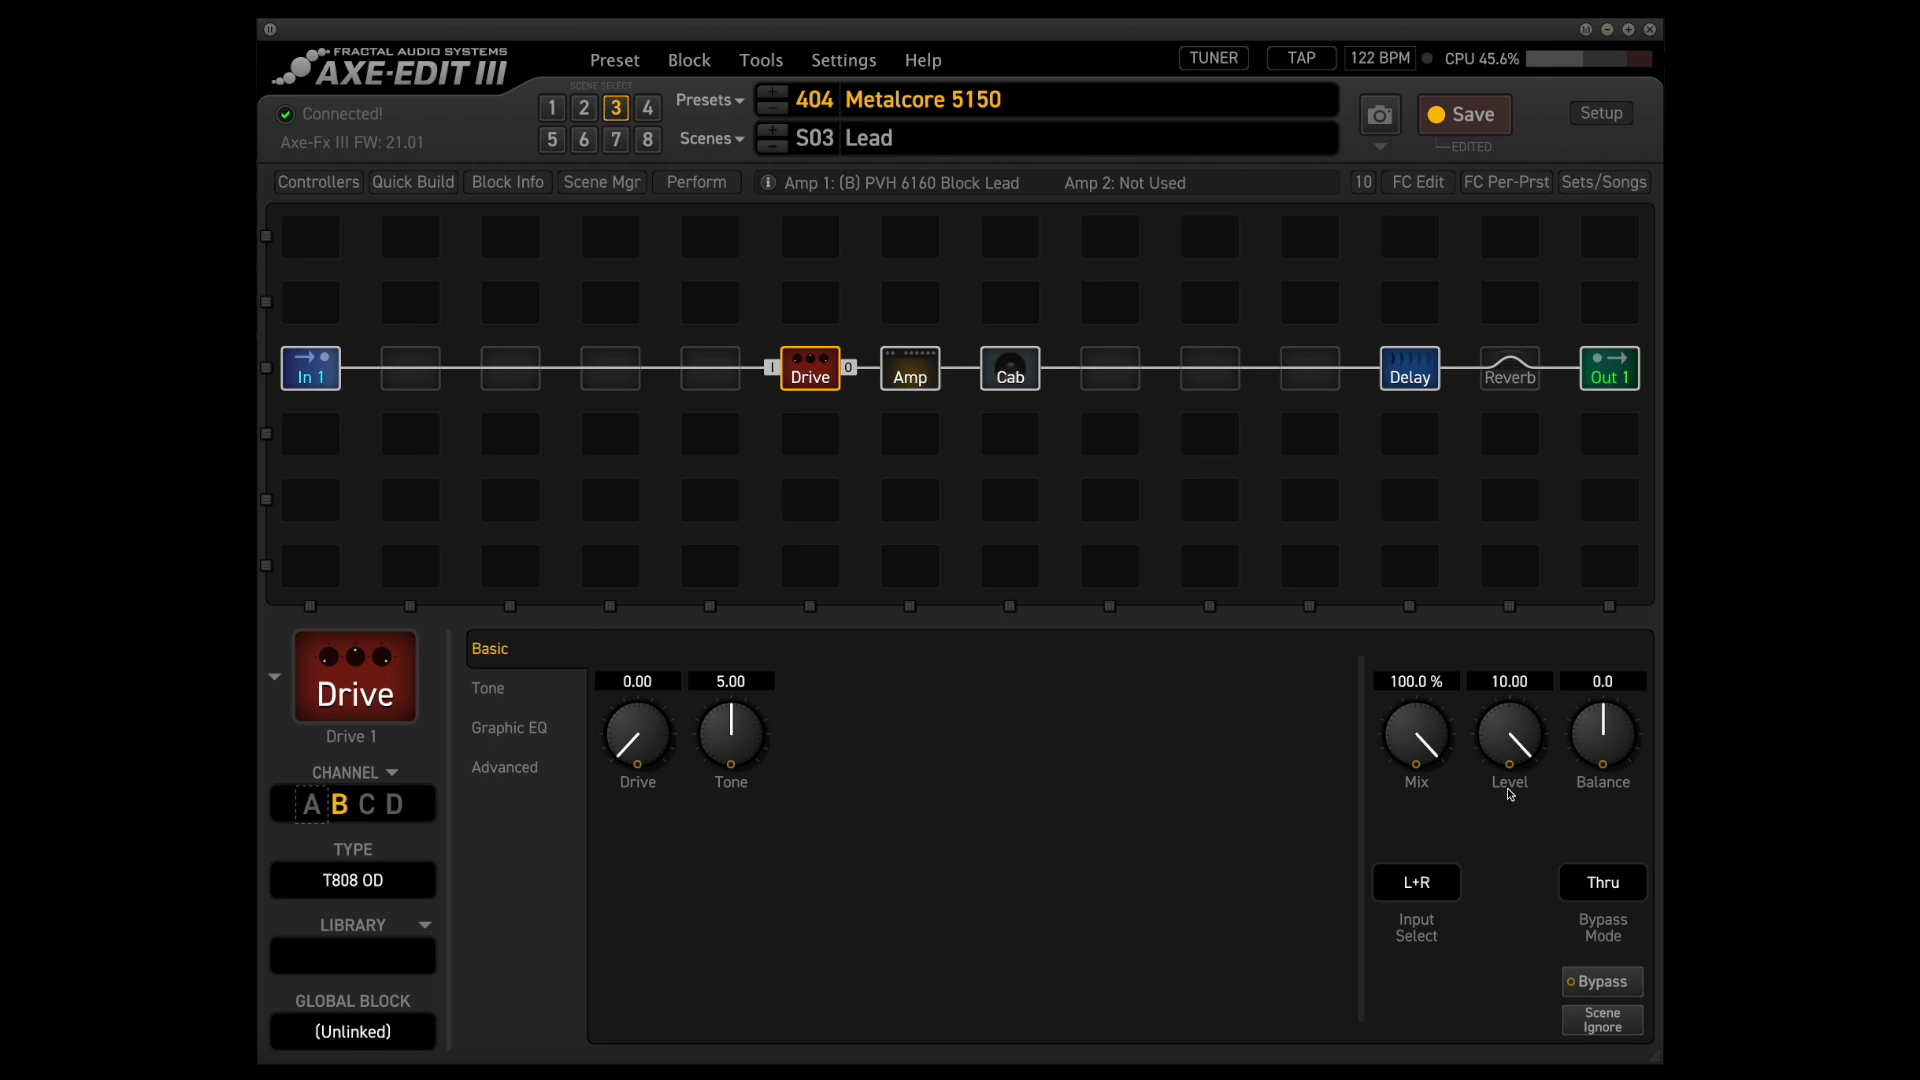 FRACTAL AUDIO SYSTEMS
AXE-EDIT III
Preset Block Tools Settings Help
TUNER TAP 122 BPM CPU 45.6%
Connected!
Axe-Fx III FW: 21.01
SCENE SELECT
1 2 3 4
5 6 7 8
Presets + - 404 Metalcore 5150
Scenes + - S03 Lead
Save
EDITED
Setup
Controllers Quick Build Block Info Scene Mgr Perform
Amp 1: (B) PVH 6160 Block Lead Amp 2: Not Used
10 FC Edit FC Per-Prst Sets/Songs
In 1 I Drive O Amp Cab Delay Reverb Out 1
Drive
Drive 1
CHANNEL
A B C D
TYPE
T808 OD
LIBRARY
GLOBAL BLOCK
(Unlinked)
Basic
Tone
Graphic EQ
Advanced
0.00 5.00
Drive Tone
100.0 % 10.00 0.0
Mix Level Balance
L+R Thru
Input Select
Bypass Mode
Bypass
Scene Ignore